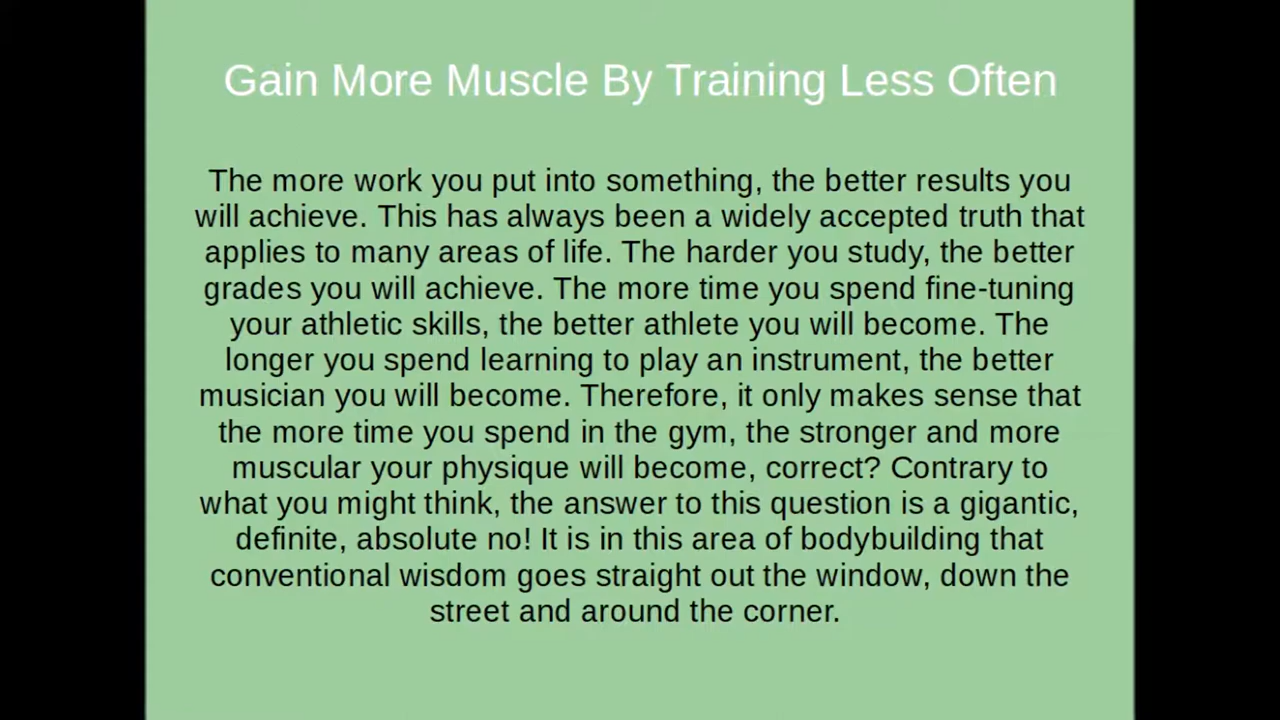 Gain More Muscle By Training Less Often
The more work you put into something, the better results you
will achieve. This has always been a widely accepted truth that
applies to many areas of life. The harder you study, the better
grades you will achieve. The more time you spend fine-tuning
your athletic skills, the better athlete you will become. The
longer you spend learning to play an instrument, the better
musician you will become. Therefore, it only makes sense that
the more time you spend in the gym, the stronger and more
muscular your physique will become, correct? Contrary to
what you might think, the answer to this question is a gigantic,
definite, absolute no! It is in this area of bodybuilding that
conventional wisdom goes straight out the window, down the
street and around the corner.